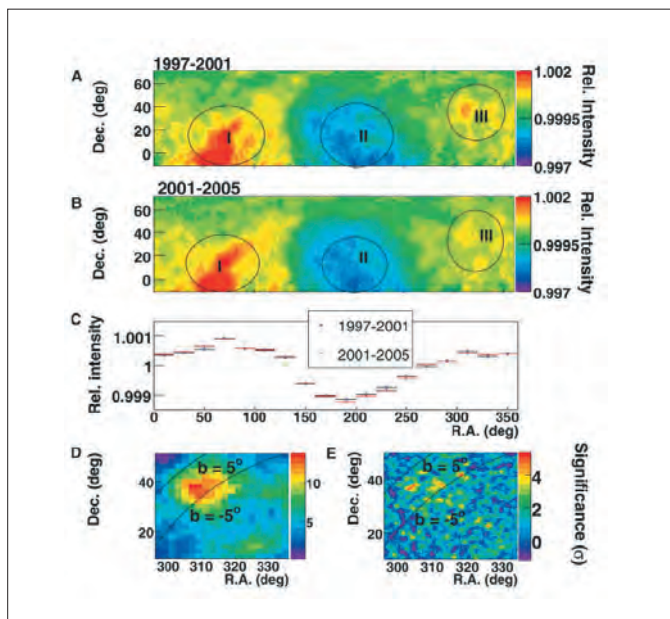 1997-2001
A
Dec. (deg)
60
40
20
0
I
II
III
1.002
0.9995
0.997
Rel. Intensity
2001-2005
B
Dec. (deg)
60
40
20
0
I
II
III
1.002
0.9995
0.997
Rel. Intensity
C
Rel. intensity
1.001
1
0.999
1997-2001
2001-2005
0 50 100 150 200 250 300 350
R.A. (deg)
D
Dec. (deg)
40
20
b = 5°
b = -5°
300 310 320 330
R.A. (deg)
10
5
E
Dec. (deg)
40
20
b = 5°
b = -5°
300 310 320 330
R.A. (deg)
4
2
0
Significance (σ)